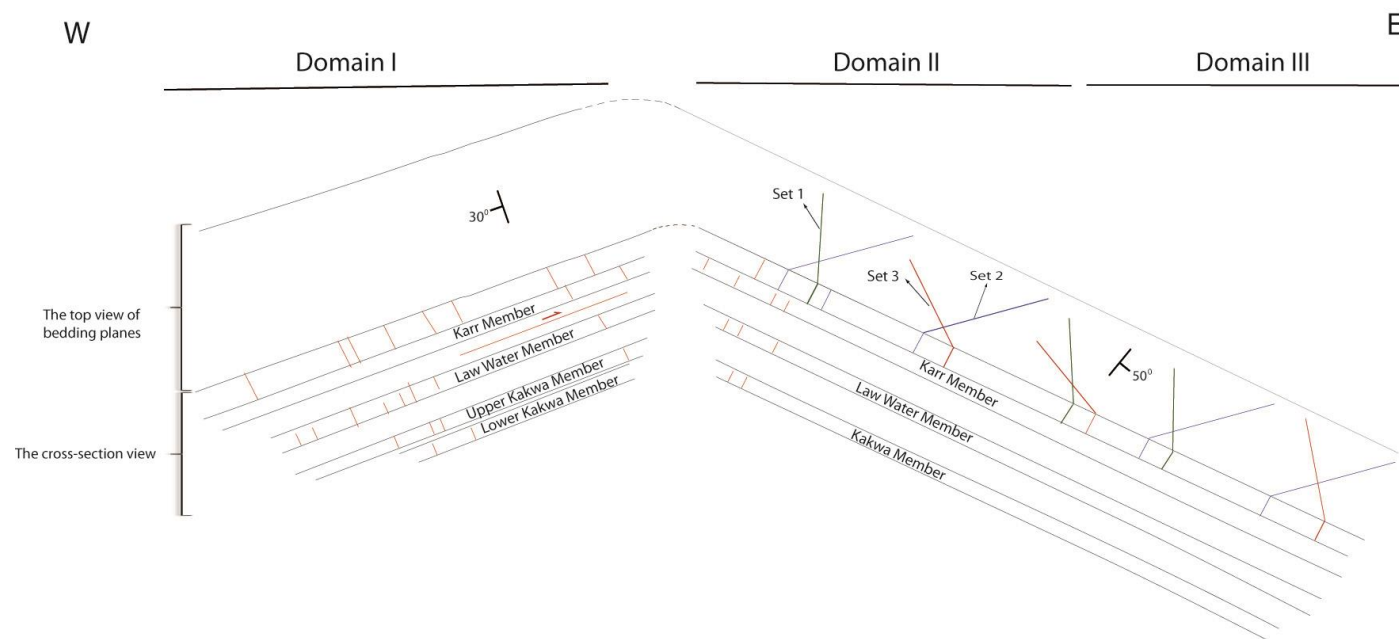 W
E
Domain I
Domain II
Domain III
Set 1
30⁰
Set 3
Set 2
The top view of
bedding planes
Karr Member
Law Water Member
50⁰
Upper Kakwa Member
Lower Kakwa Member
Karr Member
Law Water Member
Kakwa Member
The cross-section view